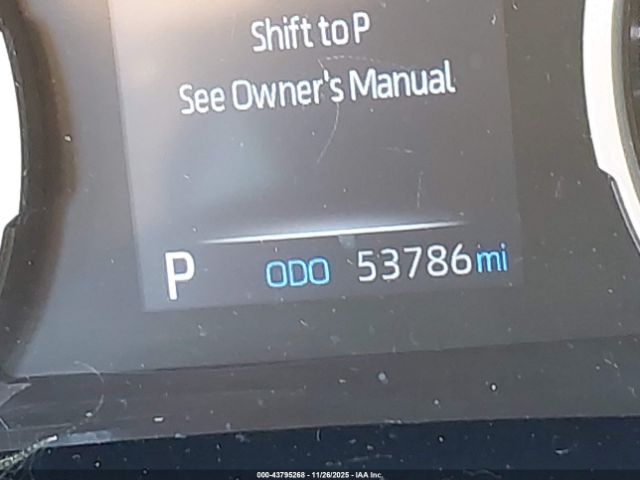 Shift to P
See Owner's Manual
P ODO 53786 mi
000-43795268 - 11/26/2025 - IAA Inc.